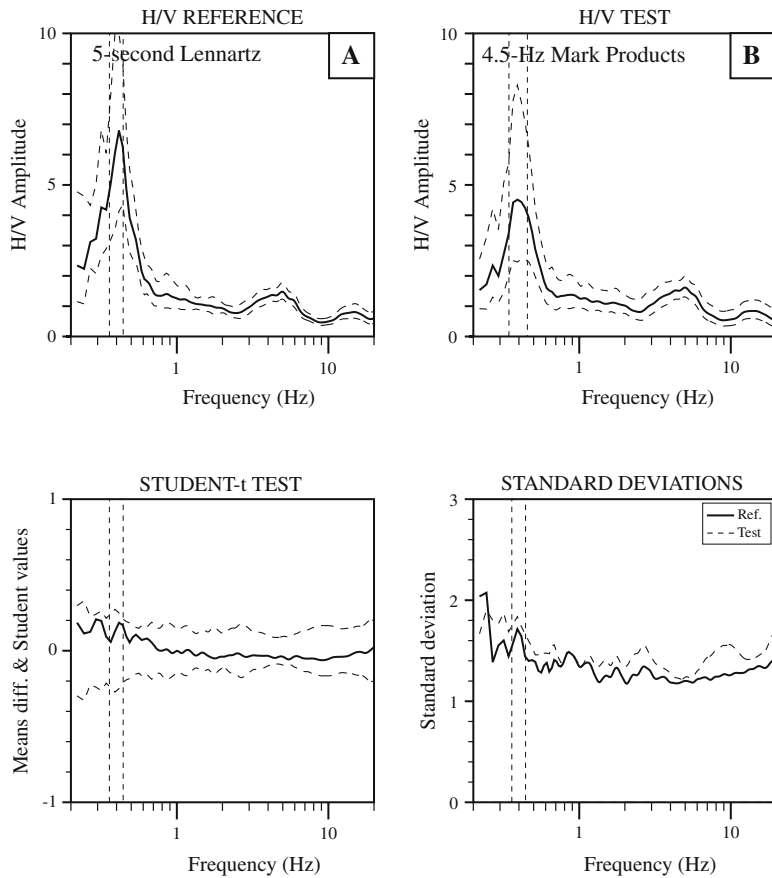 H/V REFERENCE
5-second Lennartz
A
10
5
0
H/V Amplitude
1
10
Frequency (Hz)
H/V TEST
4.5-Hz Mark Products
B
10
5
0
H/V Amplitude
1
10
Frequency (Hz)
STUDENT-t TEST
1
0
-1
Means diff. & Student values
1
10
Frequency (Hz)
STANDARD DEVIATIONS
Ref.
Test
3
2
1
0
Standard deviation
1
10
Frequency (Hz)